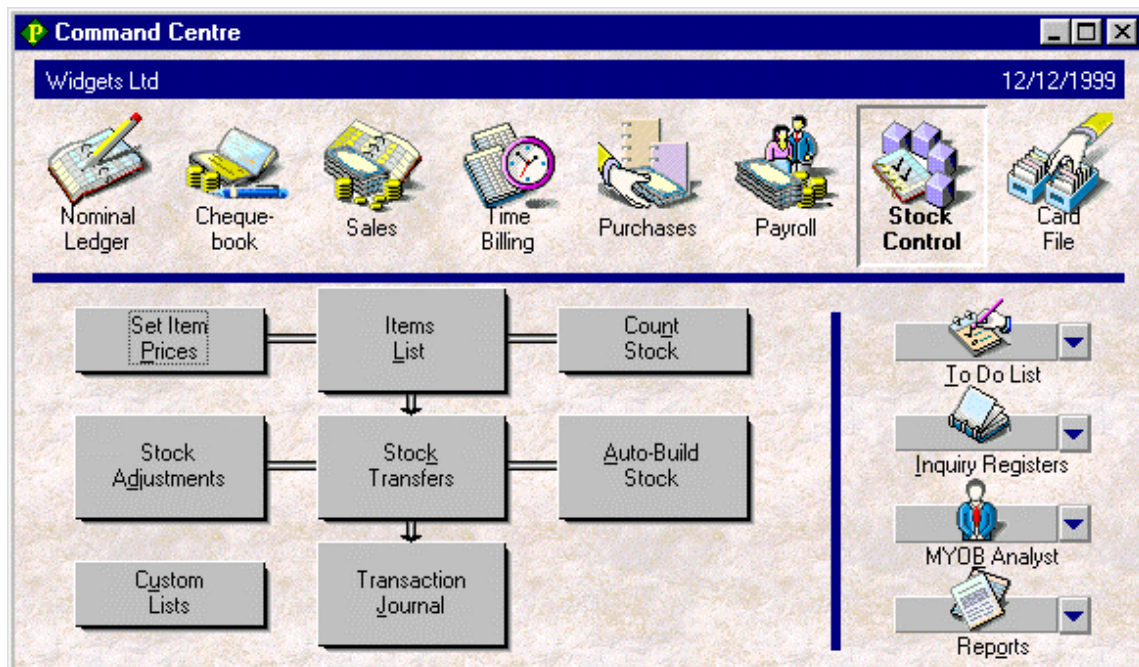 P Command Centre
Widgets Ltd 12/12/1999
Nominal
Ledger
Cheque-
book
Sales
Time
Billing
Purchases
Payroll
Stock
Control
Card
File
Set Item
Prices
Items
List
Count
Stock
Stock
Adjustments
Stock
Transfers
Auto-Build
Stock
Custom
Lists
Transaction
Journal
To Do List
Inquiry Registers
MYOB Analyst
Reports